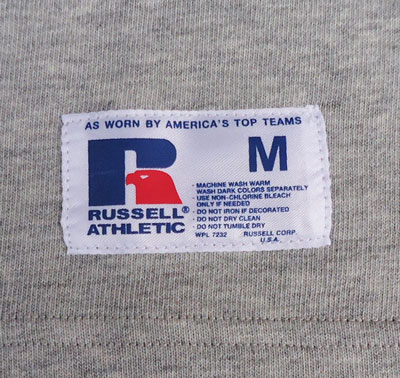 AS WORN BY AMERICA'S TOP TEAMS
R
M
RUSSELL®
ATHLETIC
· MACHINE WASH WARM
WASH DARK COLORS SEPARATELY
USE NON-CHLORINE BLEACH
ONLY IF NEEDED
· DO NOT IRON IF DECORATED
· DO NOT DRY CLEAN
· DO NOT TUMBLE DRY
WPL 7232 RUSSELL CORP.
U.S.A.